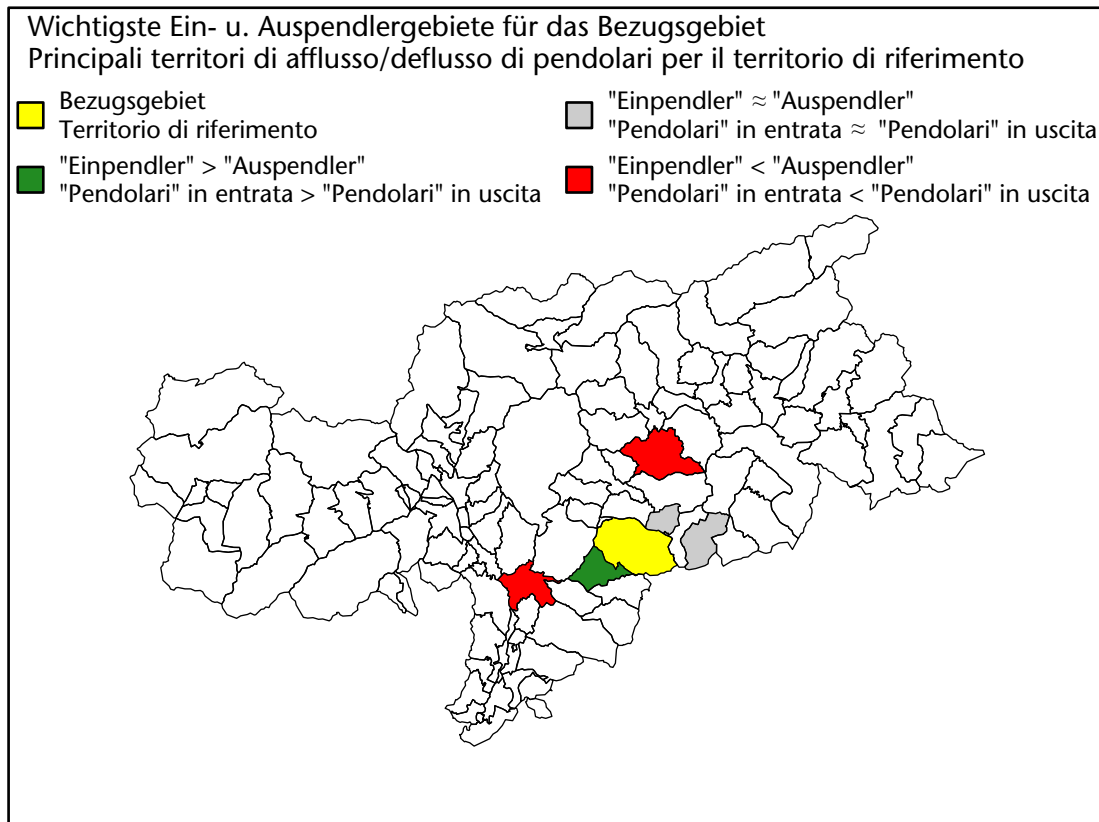 Wichtigste Ein- u. Auspendlergebiete für das Bezugsgebiet
Principali territori di afflusso/deflusso di pendolari per il territorio di riferimento
Bezugsgebiet
Territorio di riferimento
"Einpendler" > "Auspendler"
"Pendolari" in entrata > "Pendolari" in uscita
"Einpendler" ≈ "Auspendler"
"Pendolari" in entrata ≈ "Pendolari" in uscita
"Einpendler" < "Auspendler"
"Pendolari" in entrata < "Pendolari" in uscita